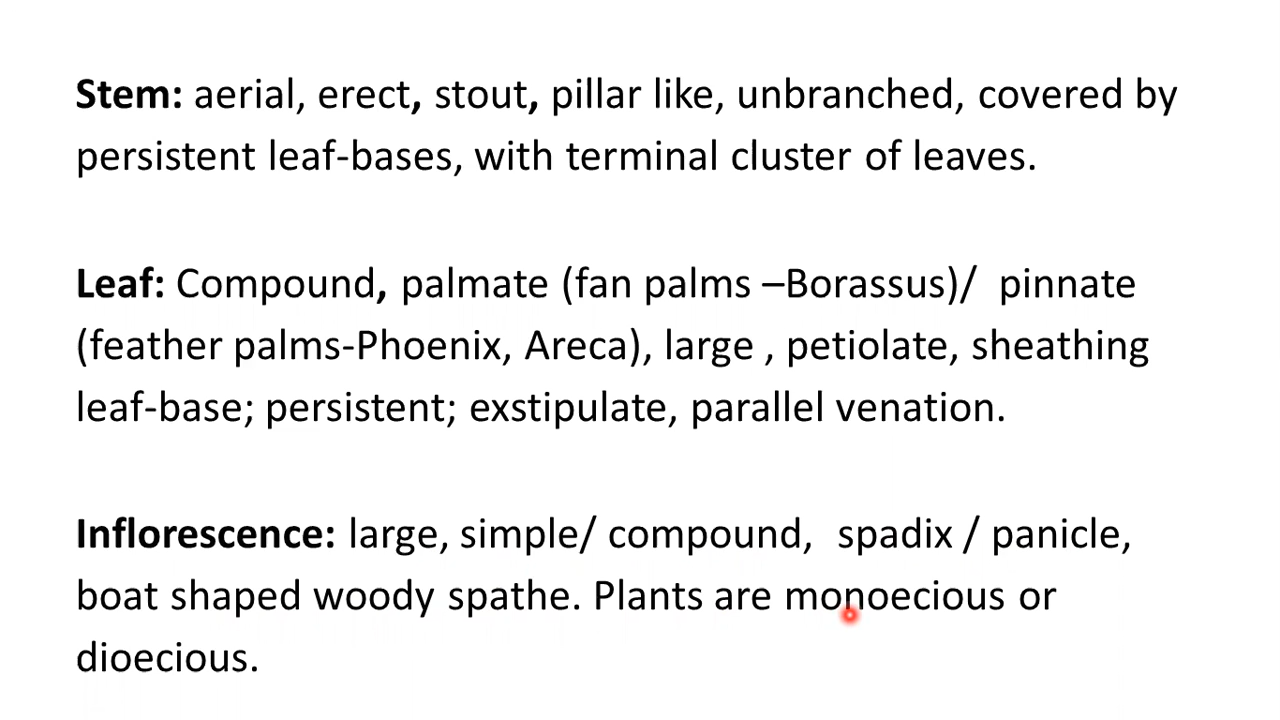 Stem: aerial, erect, stout, pillar like, unbranched, covered by
persistent leaf-bases, with terminal cluster of leaves.
Leaf: Compound, palmate (fan palms –Borassus)/ pinnate
(feather palms-Phoenix, Areca), large , petiolate, sheathing
leaf-base; persistent; exstipulate, parallel venation.
Inflorescence: large, simple/ compound, spadix / panicle,
boat shaped woody spathe. Plants are monoecious or
dioecious.